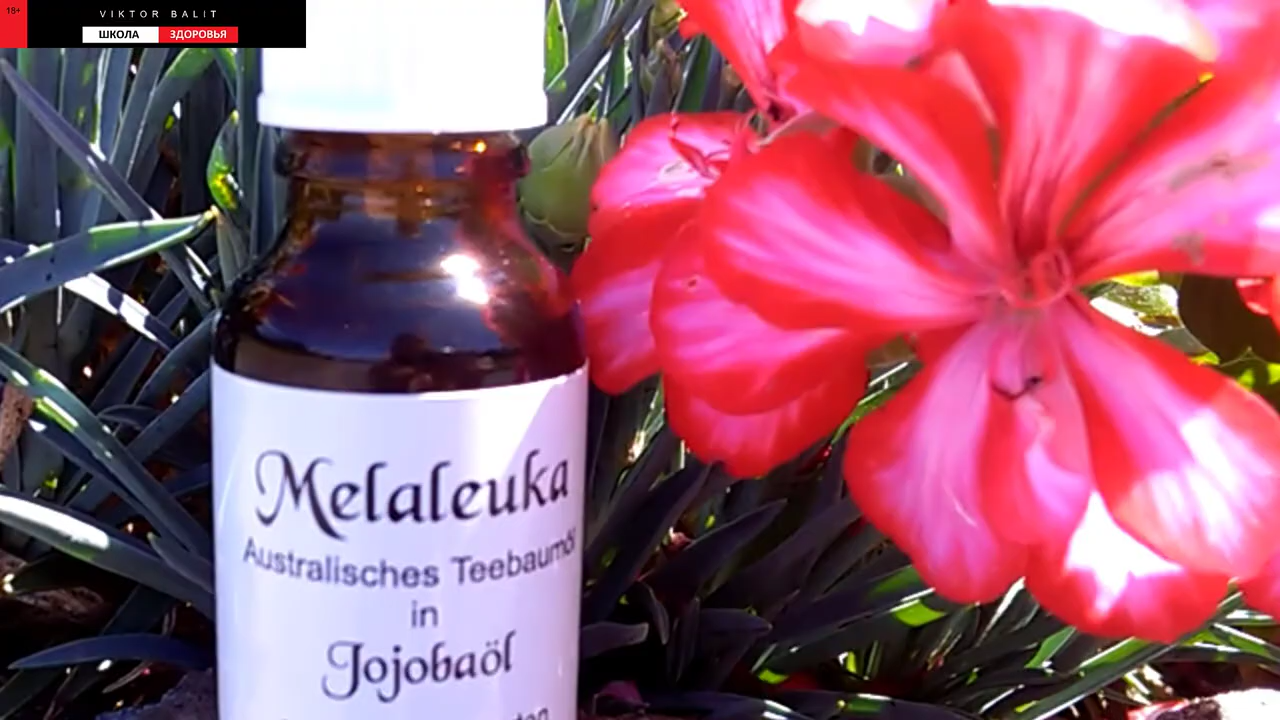 18+
VIKTOR BALIT
ШКОЛА ЗДОРОВЬЯ
Melaleuka
Australisches Teebaumöl
in
Jojobaöl